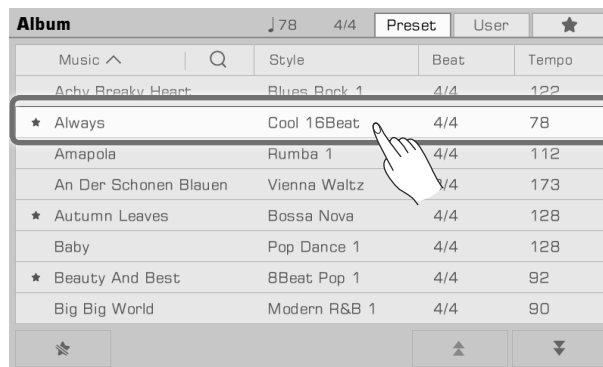 Album ♩78 4/4 Preset User ★
Music Style Beat Tempo
Achy Breaky Heart Blues Rock 1 4/4 122
★ Always Cool 16Beat 4/4 78
Amapola Rumba 1 4/4 112
An Der Schonen Blauen Vienna Waltz /4 173
★ Autumn Leaves Bossa Nova 4/4 128
Baby Pop Dance 1 4/4 128
★ Beauty And Best 8Beat Pop 1 4/4 92
Big Big World Modern R&B 1 4/4 90